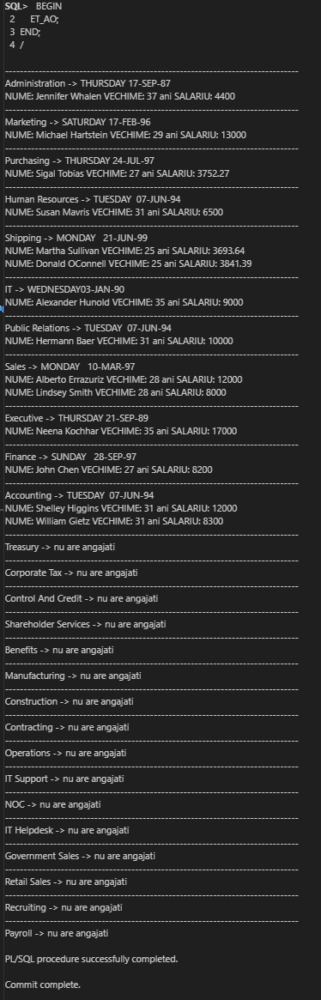 SQL> BEGIN
2 ET_AO;
3 END;
4 /
--------------------------------------------------------------------------------
Administration -> THURSDAY 17-SEP-87
NUME: Jennifer Whalen VECHIME: 37 ani SALARIU: 4400
--------------------------------------------------------------------------------
Marketing -> SATURDAY 17-FEB-96
NUME: Michael Hartstein VECHIME: 29 ani SALARIU: 13000
--------------------------------------------------------------------------------
Purchasing -> THURSDAY 24-JUL-97
NUME: Sigal Tobias VECHIME: 27 ani SALARIU: 3752.27
--------------------------------------------------------------------------------
Human Resources -> TUESDAY 07-JUN-94
NUME: Susan Mavris VECHIME: 31 ani SALARIU: 6500
--------------------------------------------------------------------------------
Shipping -> MONDAY 21-JUN-99
NUME: Martha Sullivan VECHIME: 25 ani SALARIU: 3693.64
NUME: Donald OConnell VECHIME: 25 ani SALARIU: 3841.39
--------------------------------------------------------------------------------
IT -> WEDNESDAY03-JAN-90
NUME: Alexander Hunold VECHIME: 35 ani SALARIU: 9000
--------------------------------------------------------------------------------
Public Relations -> TUESDAY 07-JUN-94
NUME: Hermann Baer VECHIME: 31 ani SALARIU: 10000
--------------------------------------------------------------------------------
Sales -> MONDAY 10-MAR-97
NUME: Alberto Errazuriz VECHIME: 28 ani SALARIU: 12000
NUME: Lindsey Smith VECHIME: 28 ani SALARIU: 8000
--------------------------------------------------------------------------------
Executive -> THURSDAY 21-SEP-89
NUME: Neena Kochhar VECHIME: 35 ani SALARIU: 17000
--------------------------------------------------------------------------------
Finance -> SUNDAY 28-SEP-97
NUME: John Chen VECHIME: 27 ani SALARIU: 8200
--------------------------------------------------------------------------------
Accounting -> TUESDAY 07-JUN-94
NUME: Shelley Higgins VECHIME: 31 ani SALARIU: 12000
NUME: William Gietz VECHIME: 31 ani SALARIU: 8300
--------------------------------------------------------------------------------
Treasury -> nu are angajati
--------------------------------------------------------------------------------
Corporate Tax -> nu are angajati
--------------------------------------------------------------------------------
Control And Credit -> nu are angajati
--------------------------------------------------------------------------------
Shareholder Services -> nu are angajati
--------------------------------------------------------------------------------
Benefits -> nu are angajati
--------------------------------------------------------------------------------
Manufacturing -> nu are angajati
--------------------------------------------------------------------------------
Construction -> nu are angajati
--------------------------------------------------------------------------------
Contracting -> nu are angajati
--------------------------------------------------------------------------------
Operations -> nu are angajati
--------------------------------------------------------------------------------
IT Support -> nu are angajati
--------------------------------------------------------------------------------
NOC -> nu are angajati
--------------------------------------------------------------------------------
IT Helpdesk -> nu are angajati
--------------------------------------------------------------------------------
Government Sales -> nu are angajati
--------------------------------------------------------------------------------
Retail Sales -> nu are angajati
--------------------------------------------------------------------------------
Recruiting -> nu are angajati
--------------------------------------------------------------------------------
Payroll -> nu are angajati
PL/SQL procedure successfully completed.
Commit complete.